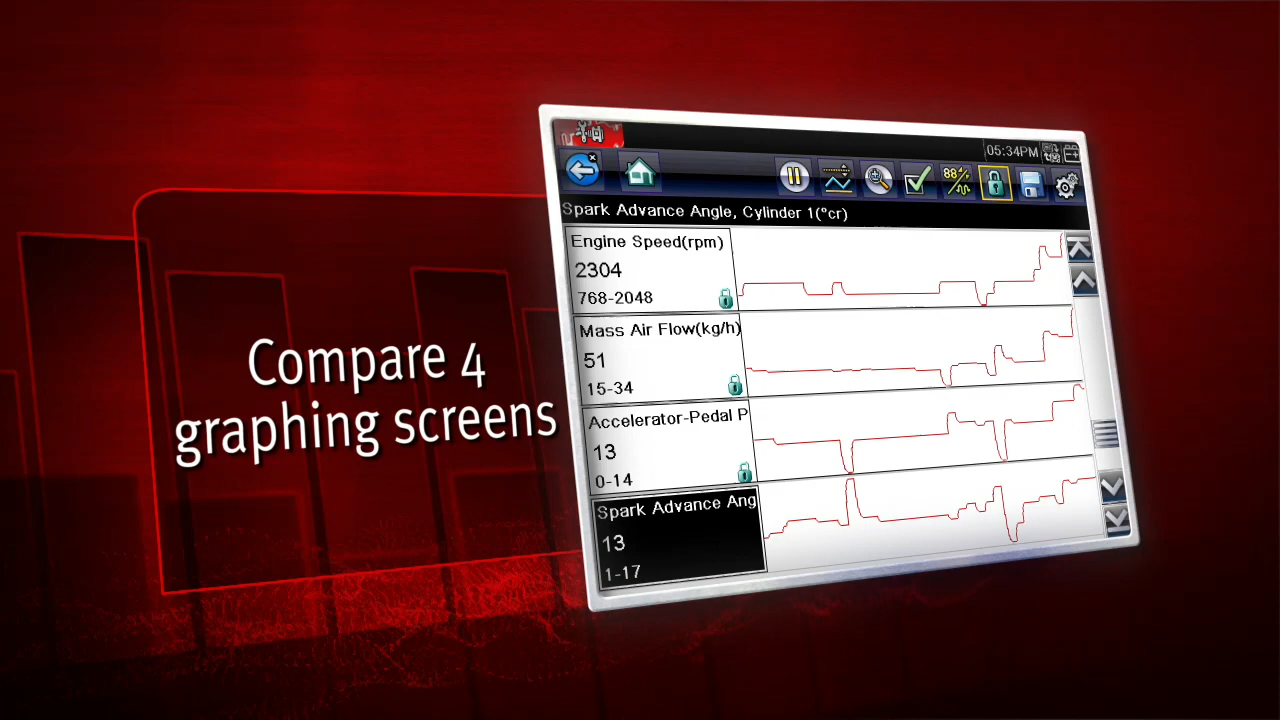 Compare 4
graphing screens
05:34PM
88
Spark Advance Angle, Cylinder 1(°cr)
Engine Speed(rpm)
2304
768-2048
Mass Air Flow(kg/h)
51
15-34
Accelerator-Pedal P
13
0-14
Spark Advance Ang
13
1-17